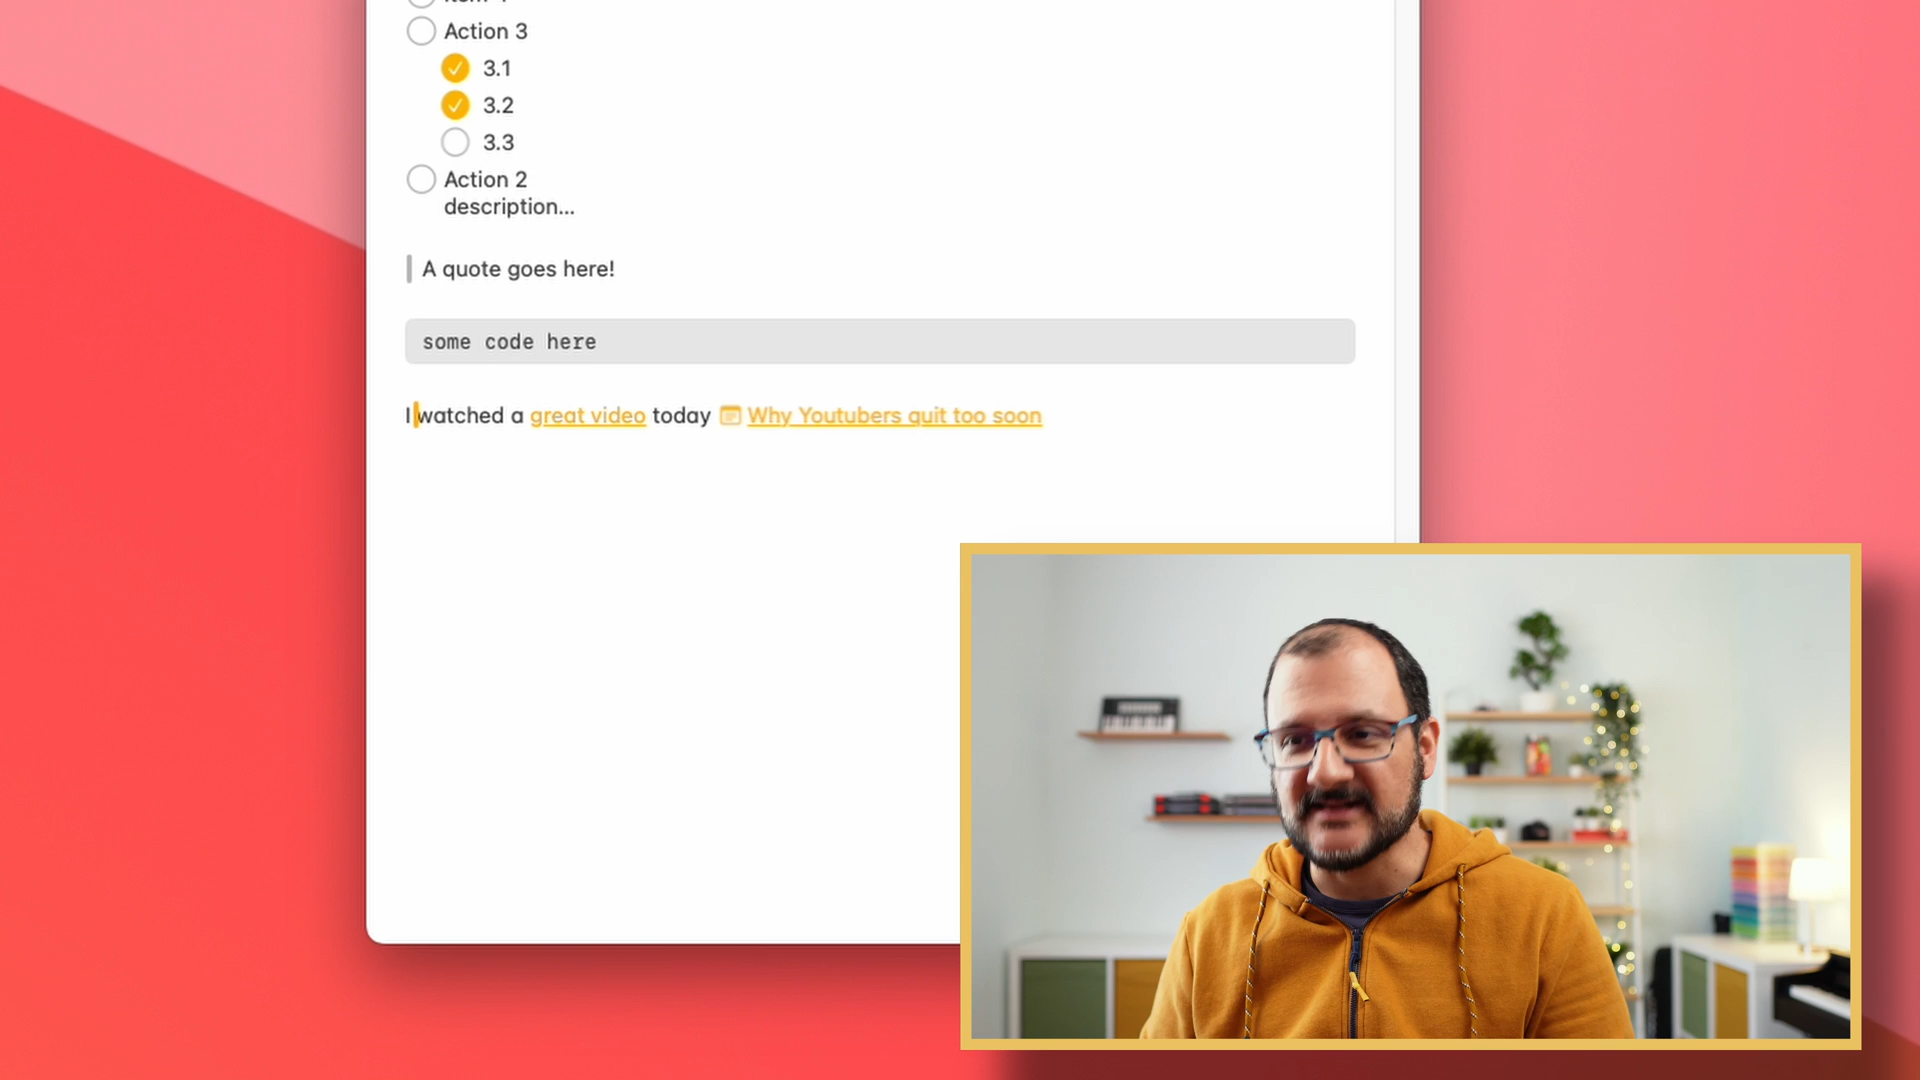 Action 3
3.1
3.2
3.3
Action 2
description...
A quote goes here!
some code here
I watched a great video today Why Youtubers quit too soon